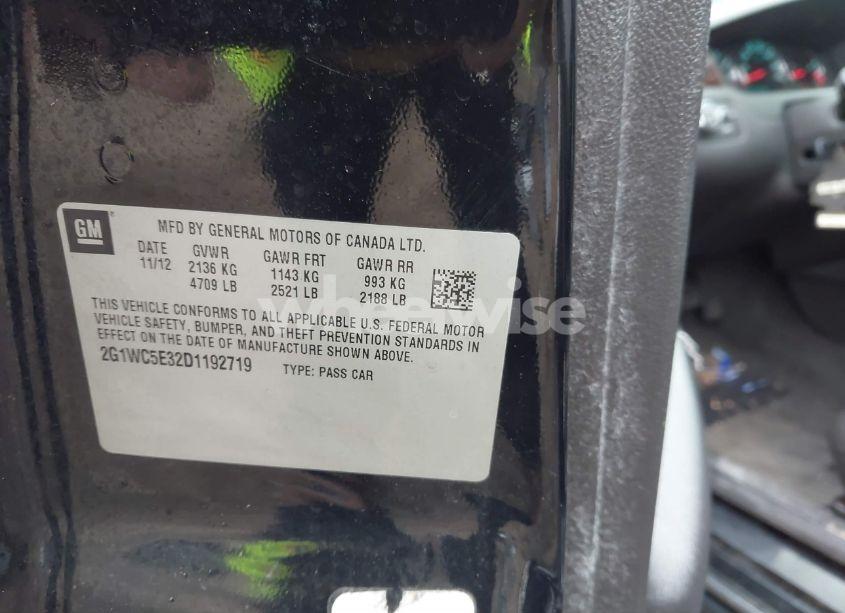 GM
MFD BY GENERAL MOTORS OF CANADA LTD.
DATE GVWR GAWR FRT GAWR RR
11/12 2136 KG 1143 KG 993 KG
4709 LB 2521 LB 2188 LB
THIS VEHICLE CONFORMS TO ALL APPLICABLE U.S. FEDERAL MOTOR
VEHICLE SAFETY, BUMPER, AND THEFT PREVENTION STANDARDS IN
EFFECT ON THE DATE OF MANUFACTURE SHOWN ABOVE.
2G1WC5E32D1192719 TYPE: PASS CAR
wheelwise